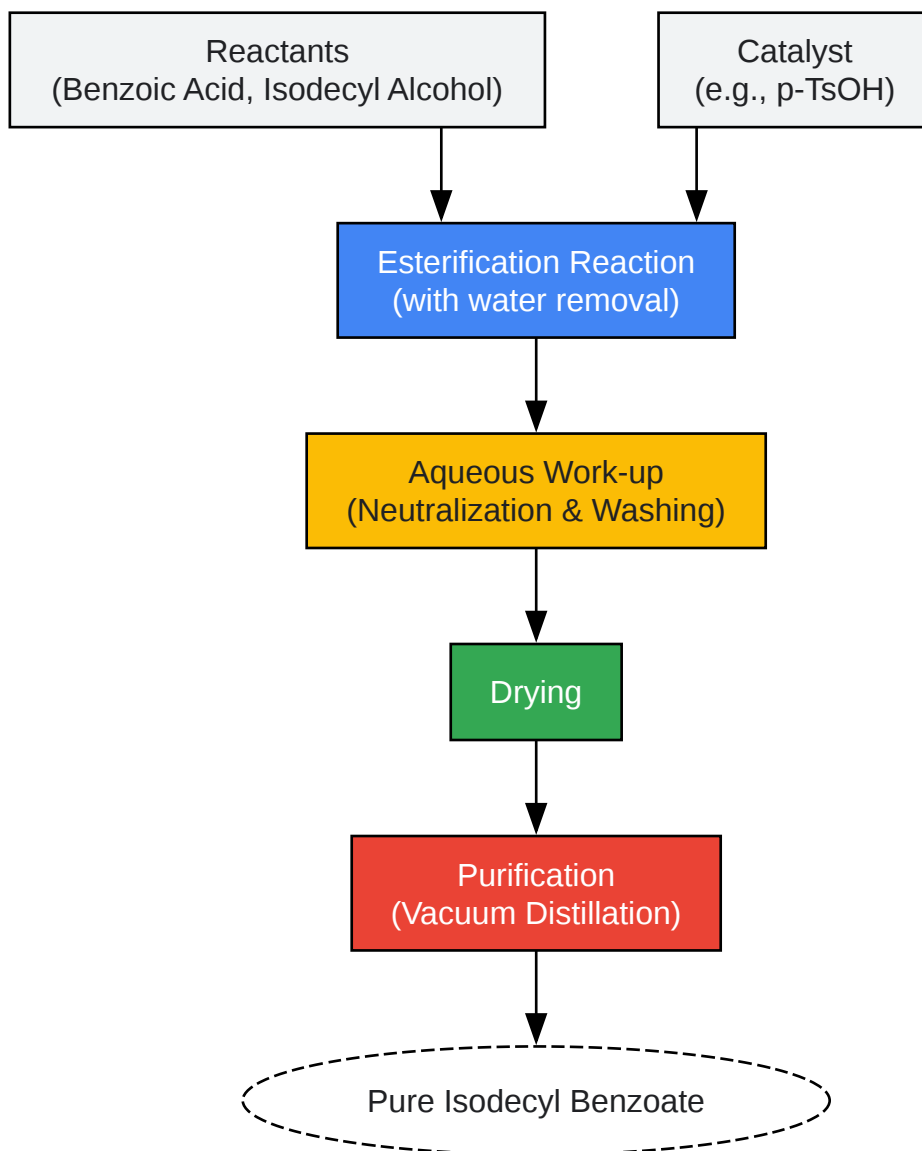 Reactants
(Benzoic Acid, Isodecyl Alcohol)
Catalyst
(e.g., p-TsOH)
Esterification Reaction
(with water removal)
Aqueous Work-up
(Neutralization & Washing)
Drying
Purification
(Vacuum Distillation)
Pure Isodecyl Benzoate